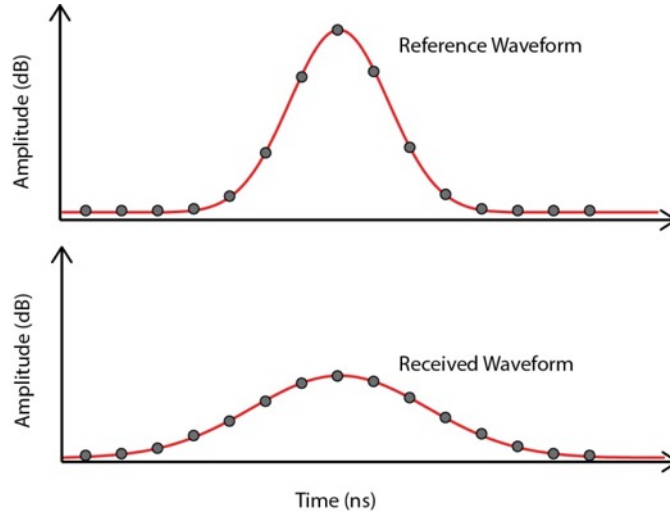 Amplitude (dB)
Reference Waveform
Amplitude (dB)
Received Waveform
Time (ns)